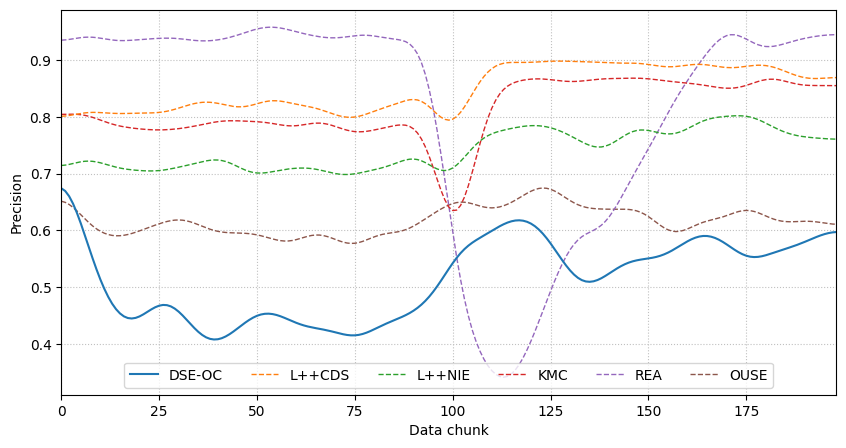 Precision
0.9
0.8
0.7
0.6
0.5
0.4
DSE-OC L++CDS L++NIE KMC REA OUSE
0 25 50 75 100 125 150 175
Data chunk